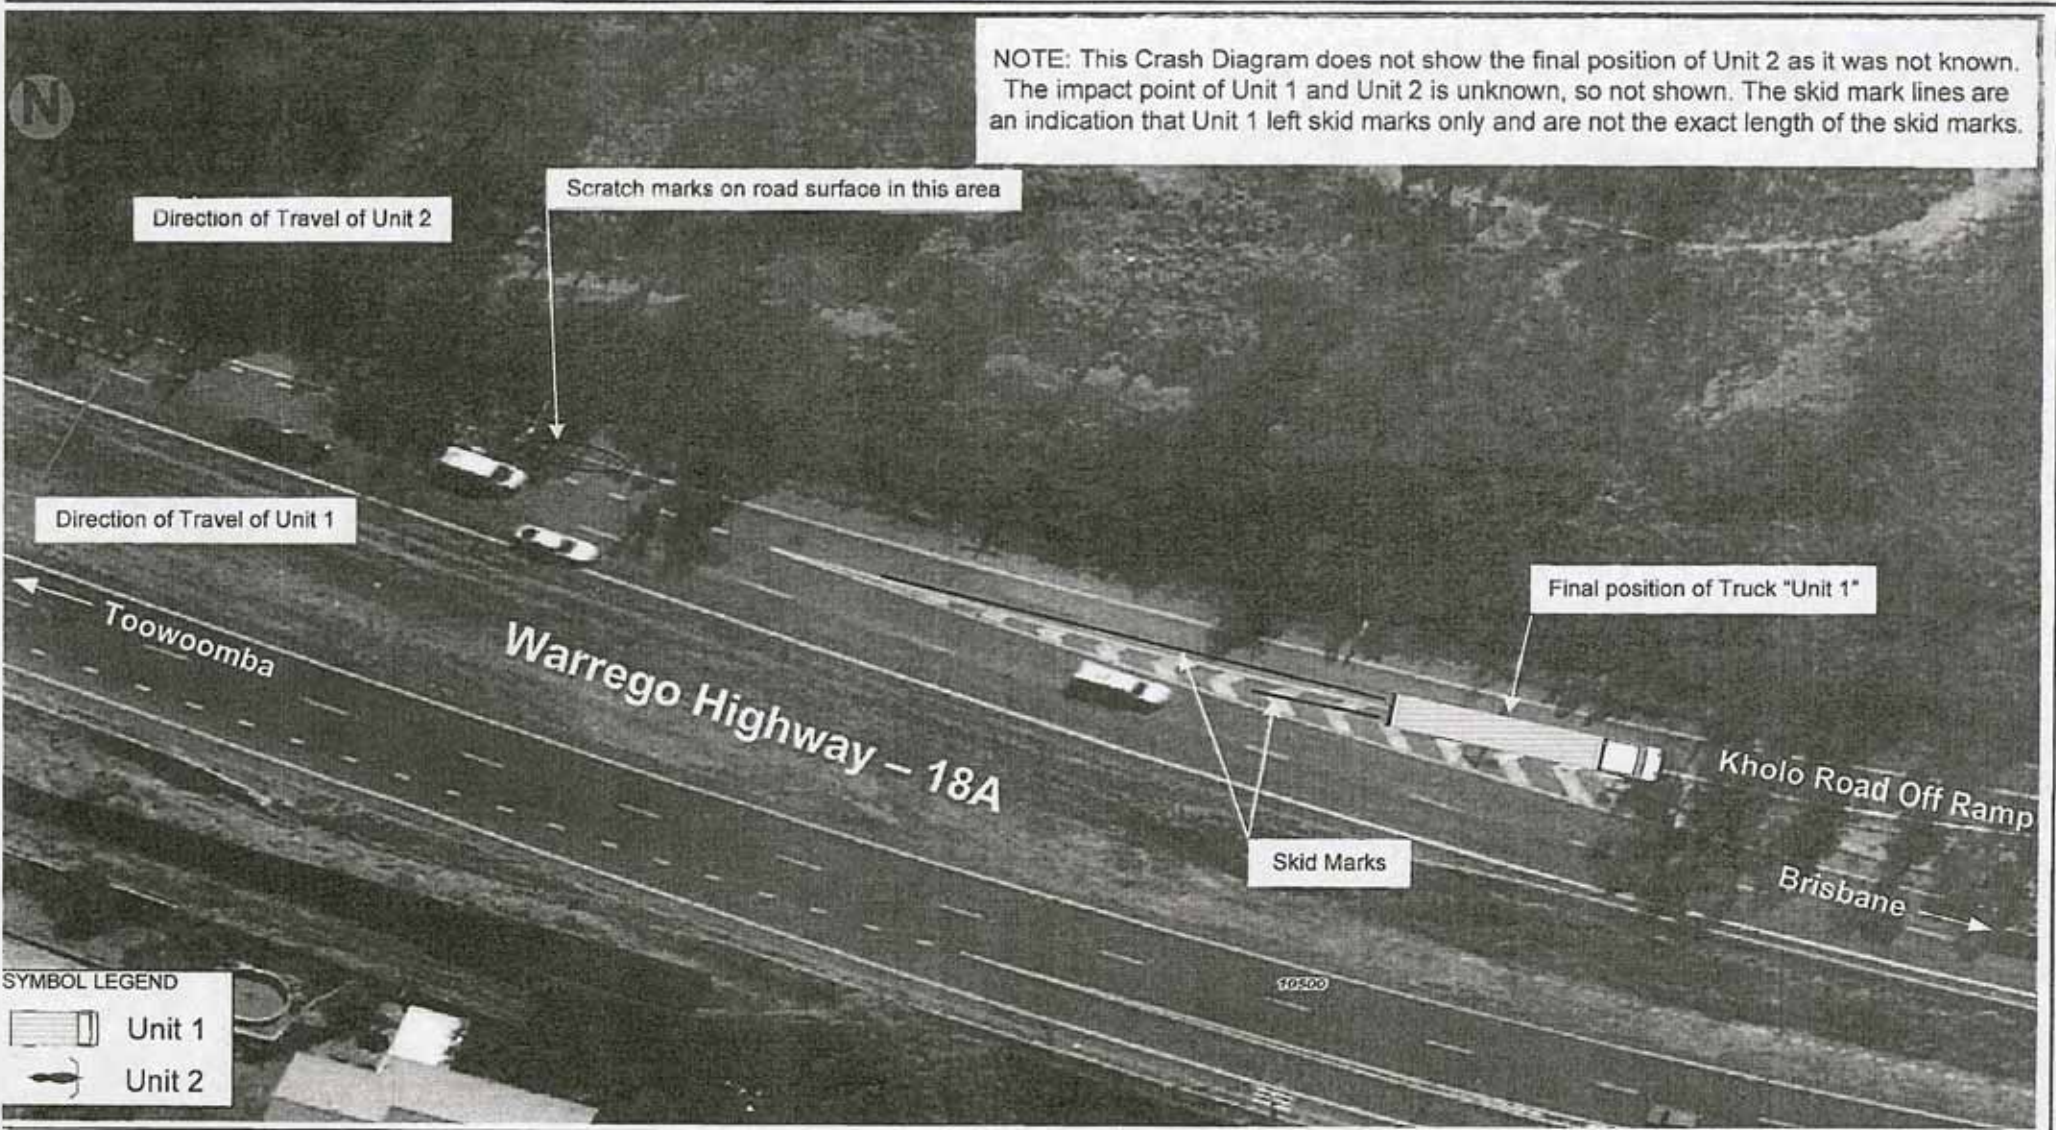 NOTE: This Crash Diagram does not show the final position of Unit 2 as it was not known.
The impact point of Unit 1 and Unit 2 is unknown, so not shown. The skid mark lines are
an indication that Unit 1 left skid marks only and are not the exact length of the skid marks.
N
Scratch marks on road surface in this area
Direction of Travel of Unit 2
Direction of Travel of Unit 1
Final position of Truck "Unit 1"
Toowoomba
Warrego Highway – 18A
Kholo Road Off Ramp
Skid Marks
Brisbane
10500
SYMBOL LEGEND
Unit 1
Unit 2